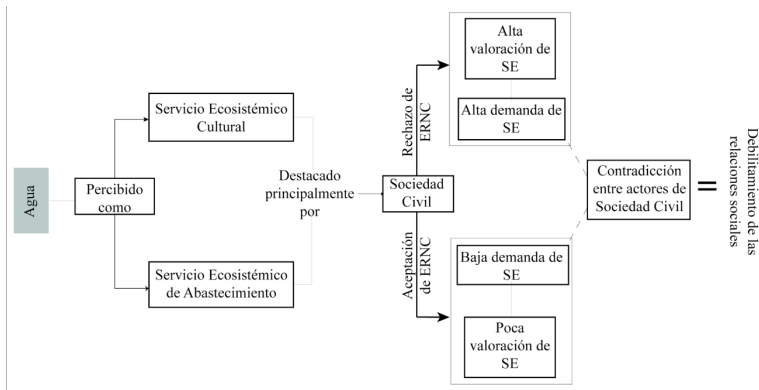 Agua
Percibido
como
Servicio Ecosistémico
Cultural
Servicio Ecosistémico
de Abastecimiento
Destacado
principalmente
por
Sociedad
Civil
Rechazo de
ERNC
Aceptación
de ERNC
Alta
valoración de
SE
Alta demanda de
SE
Baja demanda de
SE
Poca
valoración de
SE
Contradicción
entre actores de
Sociedad Civil
=
Debilitamiento de las
relaciones sociales